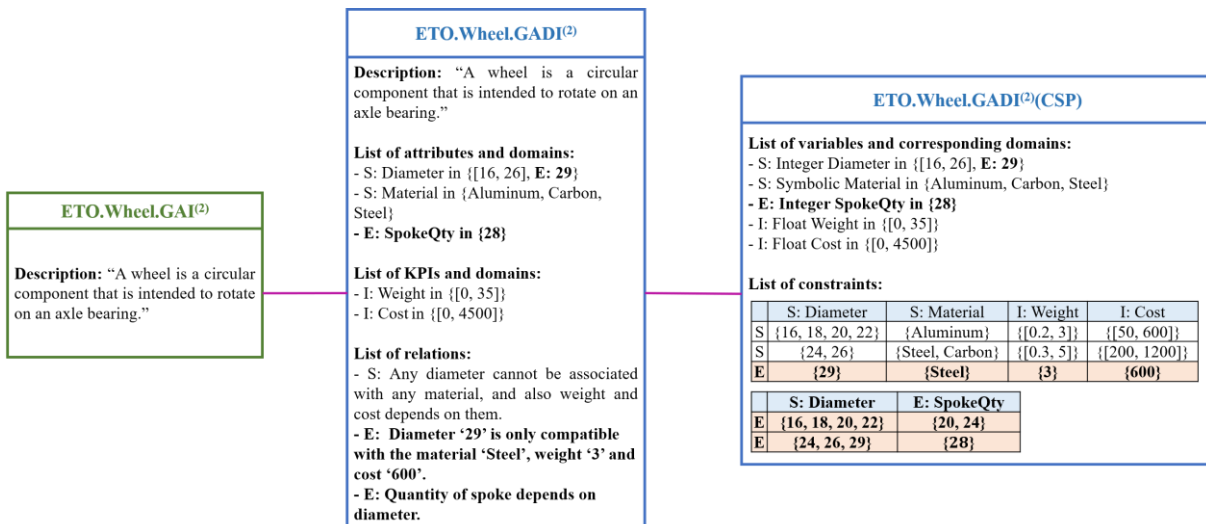 ETO.Wheel.GAI⁽²⁾
Description: “A wheel is a circular
component that is intended to rotate
on an axle bearing.”
ETO.Wheel.GADI⁽²⁾
Description: “A wheel is a circular
component that is intended to rotate on an
axle bearing.”
List of attributes and domains:
- S: Diameter in {[16, 26], E: 29}
- S: Material in {Aluminum, Carbon,
Steel}
- E: SpokeQty in {28}
List of KPIs and domains:
- I: Weight in {[0, 35]}
- I: Cost in {[0, 4500]}
List of relations:
- S: Any diameter cannot be associated
with any material, and also weight and
cost depends on them.
- E: Diameter ‘29’ is only compatible
with the material ‘Steel’, weight ‘3’ and
cost ‘600’.
- E: Quantity of spoke depends on
diameter.
ETO.Wheel.GADI⁽²⁾(CSP)
List of variables and corresponding domains:
- S: Integer Diameter in {[16, 26], E: 29}
- S: Symbolic Material in {Aluminum, Carbon, Steel}
- E: Integer SpokeQty in {28}
- I: Float Weight in {[0, 35]}
- I: Float Cost in {[0, 4500]}
List of constraints:
S: Diameter S: Material I: Weight I: Cost
S {16, 18, 20, 22} {Aluminum} {[0.2, 3]} {[50, 600]}
S {24, 26} {Steel, Carbon} {[0.3, 5]} {[200, 1200]}
E {29} {Steel} {3} {600}
S: Diameter E: SpokeQty
E {16, 18, 20, 22} {20, 24}
E {24, 26, 29} {28}